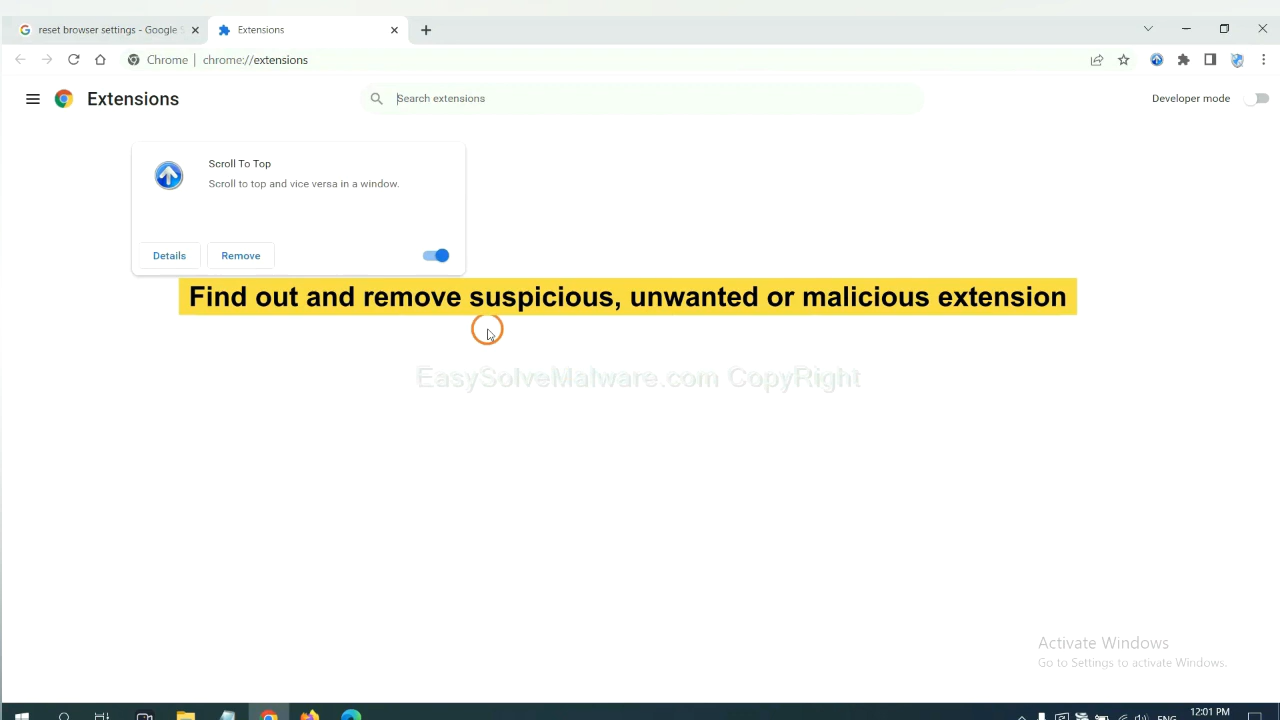 reset browser settings - Google
Extensions
Chrome
chrome://extensions
Extensions
Search extensions
Developer mode
Scroll To Top
Scroll to top and vice versa in a window.
Details
Remove
Find out and remove suspicious, unwanted or malicious extension
EasySolveMalware.com CopyRight
Activate Windows
Go to Settings to activate Windows.
ENG
12:01 PM